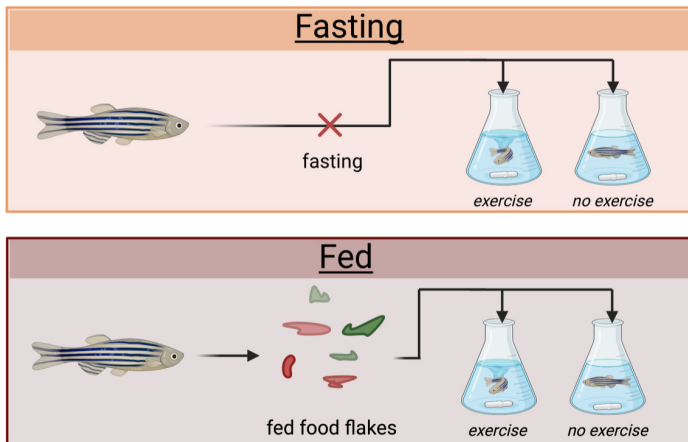 Fasting
fasting
exercise
no exercise
Fed
fed food flakes
exercise
no exercise